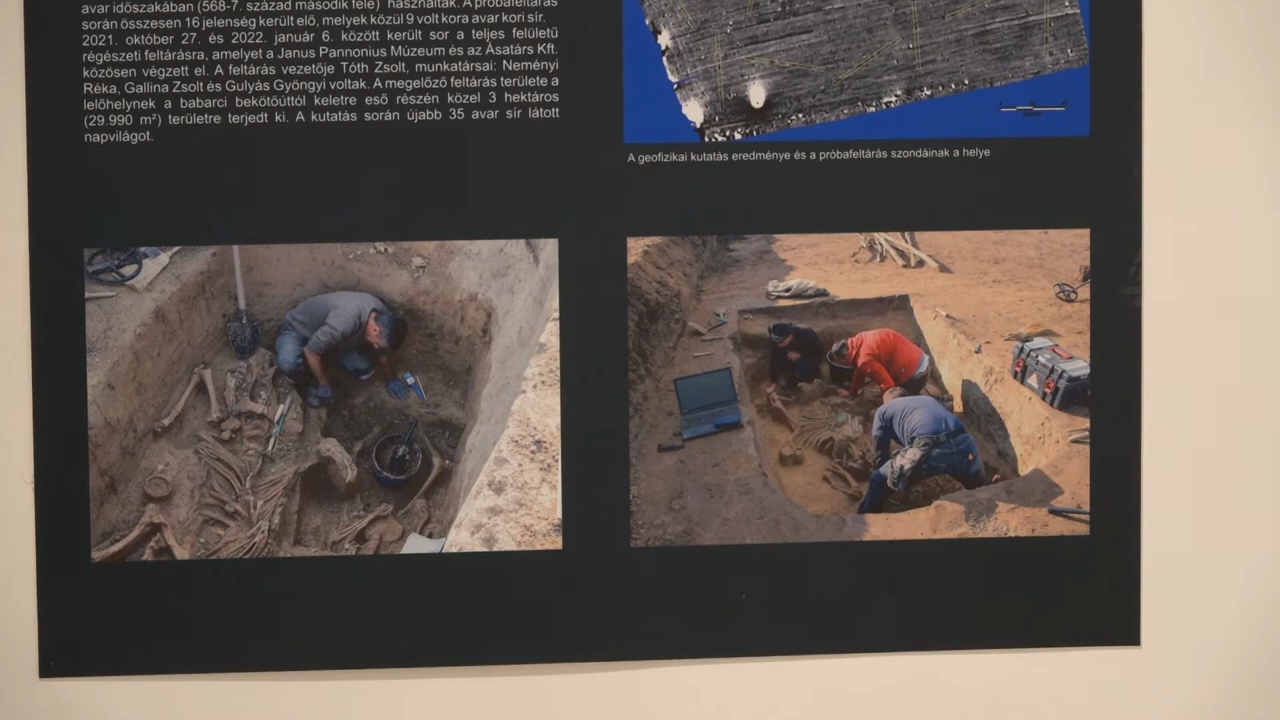 avar időszakában (568-7. század második fele) használták. A próbafeltárás
során összesen 16 jelenség került elő, melyek közül 9 volt kora avar kori sír.
2021. október 27. és 2022. január 6. között került sor a teljes felületű
régészeti feltárásra, amelyet a Janus Pannonius Múzeum és az Ásatárs Kft.
közösen végzett el. A feltárás vezetője Tóth Zsolt, munkatársai: Neményi
Réka, Gallina Zsolt és Gulyás Gyöngyi voltak. A megelőző feltárás területe a
lelőhelynek a babarci bekötőúttól keletre eső részén közel 3 hektáros
(29.990 m²) területre terjedt ki. A kutatás során újabb 35 avar sír látott
napvilágot.
A geofizikai kutatás eredménye és a próbafeltárás szondáinak a helye